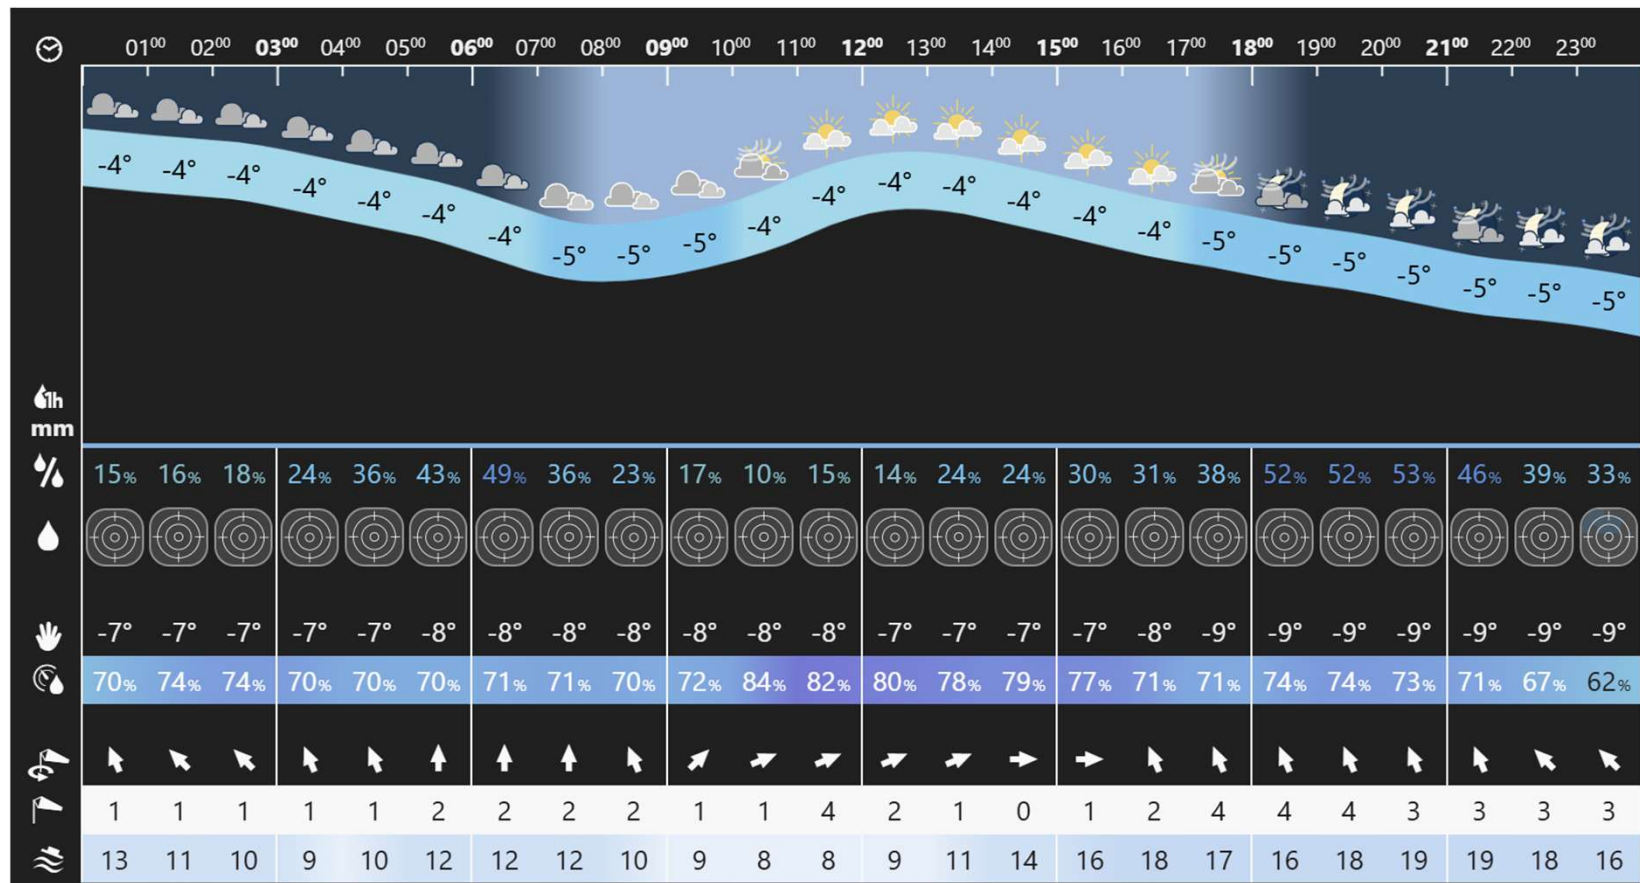 01⁰⁰ 02⁰⁰ 03⁰⁰ 04⁰⁰ 05⁰⁰ 06⁰⁰ 07⁰⁰ 08⁰⁰ 09⁰⁰ 10⁰⁰ 11⁰⁰ 12⁰⁰ 13⁰⁰ 14⁰⁰ 15⁰⁰ 16⁰⁰ 17⁰⁰ 18⁰⁰ 19⁰⁰ 20⁰⁰ 21⁰⁰ 22⁰⁰ 23⁰⁰
-4° -4° -4° -4° -4° -4° -4° -5° -5° -5° -4° -4° -4° -4° -4° -4° -4° -5° -5° -5° -5° -5° -5° -5°
1h
mm
15% 16% 18% 24% 36% 43% 49% 36% 23% 17% 10% 15% 14% 24% 24% 30% 31% 38% 52% 52% 53% 46% 39% 33%
-7° -7° -7° -7° -7° -8° -8° -8° -8° -8° -8° -8° -7° -7° -7° -7° -8° -9° -9° -9° -9° -9° -9° -9°
70% 74% 74% 70% 70% 70% 71% 71% 70% 72% 84% 82% 80% 78% 79% 77% 71% 71% 74% 74% 73% 71% 67% 62%
1 1 1 1 1 2 2 2 2 1 1 4 2 1 0 1 2 4 4 4 3 3 3 3
13 11 10 9 10 12 12 12 10 9 8 8 9 11 14 16 18 17 16 18 19 19 18 16